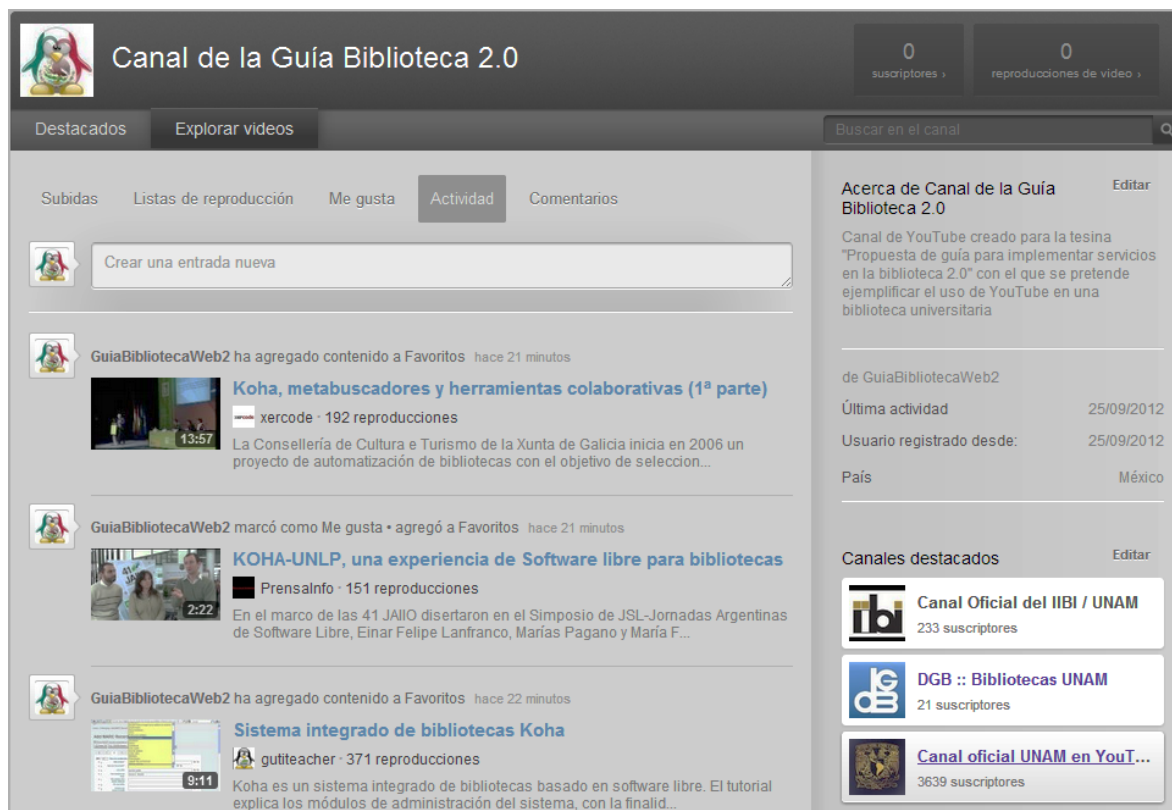 Canal de la Guía Biblioteca 2.0
0
suscriptores ›
0
reproducciones de video ›
Destacados
Explorar videos
Buscar en el canal
Subidas
Listas de reproducción
Me gusta
Actividad
Comentarios
Crear una entrada nueva
GuiaBibliotecaWeb2 ha agregado contenido a Favoritos hace 21 minutos
13:57
Koha, metabuscadores y herramientas colaborativas (1ª parte)
xercode · 192 reproducciones
La Consellería de Cultura e Turismo de la Xunta de Galicia inicia en 2006 un
proyecto de automatización de bibliotecas con el objetivo de seleccion...
GuiaBibliotecaWeb2 marcó como Me gusta • agregó a Favoritos hace 21 minutos
2:22
KOHA-UNLP, una experiencia de Software libre para bibliotecas
PrensaInfo · 151 reproducciones
En el marco de las 41 JAIIO disertaron en el Simposio de JSL-Jornadas Argentinas
de Software Libre, Einar Felipe Lanfranco, Marías Pagano y María F...
GuiaBibliotecaWeb2 ha agregado contenido a Favoritos hace 22 minutos
9:11
Sistema integrado de bibliotecas Koha
gutiteacher · 371 reproducciones
Koha es un sistema integrado de bibliotecas basado en software libre. El tutorial
explica los módulos de administración del sistema, con la finalid...
Acerca de Canal de la Guía
Biblioteca 2.0
Editar
Canal de YouTube creado para la tesina
"Propuesta de guía para implementar servicios
en la biblioteca 2.0" con el que se pretende
ejemplificar el uso de YouTube en una
biblioteca universitaria
de GuiaBibliotecaWeb2
Última actividad 25/09/2012
Usuario registrado desde: 25/09/2012
País México
Canales destacados
Editar
iibi
Canal Oficial del IIBI / UNAM
233 suscriptores
DGB
DGB :: Bibliotecas UNAM
21 suscriptores
Canal oficial UNAM en YouT...
3639 suscriptores